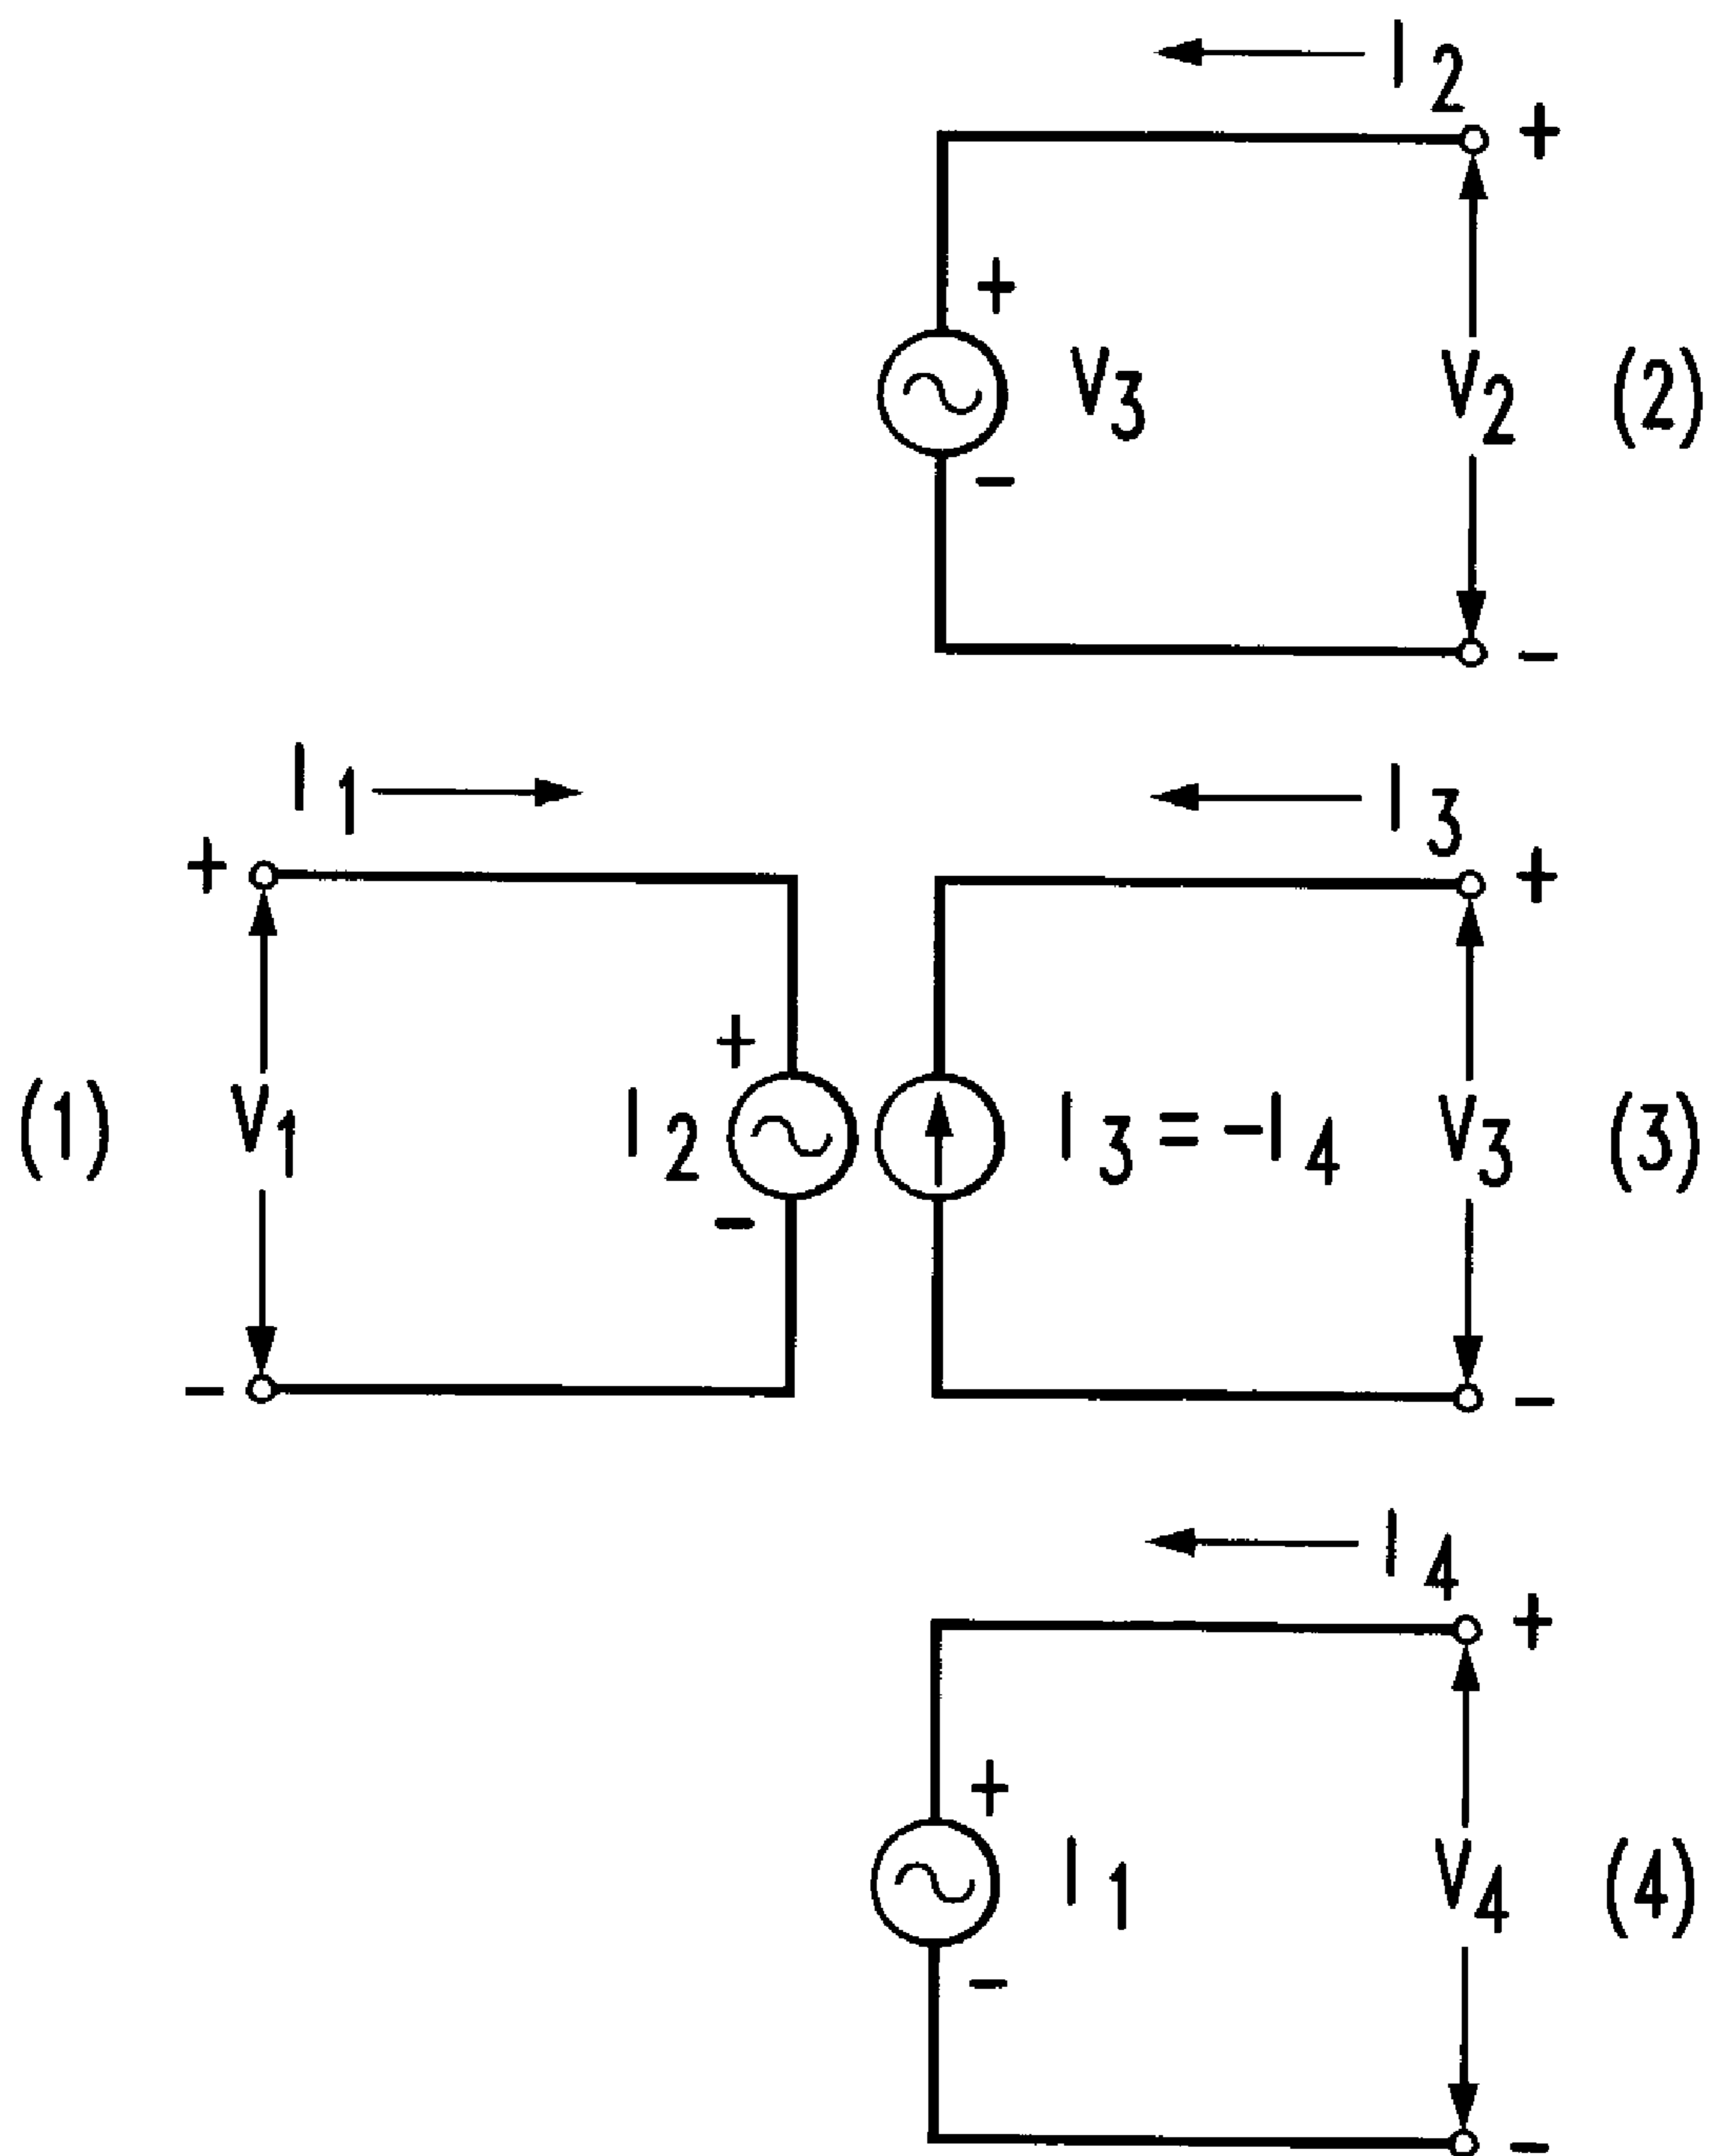 I2
+
+
V3
V2 (2)
-
-
I1
I3
+
+
+
(1) V1
I2
I3 = -I4
V3 (3)
-
-
-
I4
+
+
I1
V4 (4)
-
-